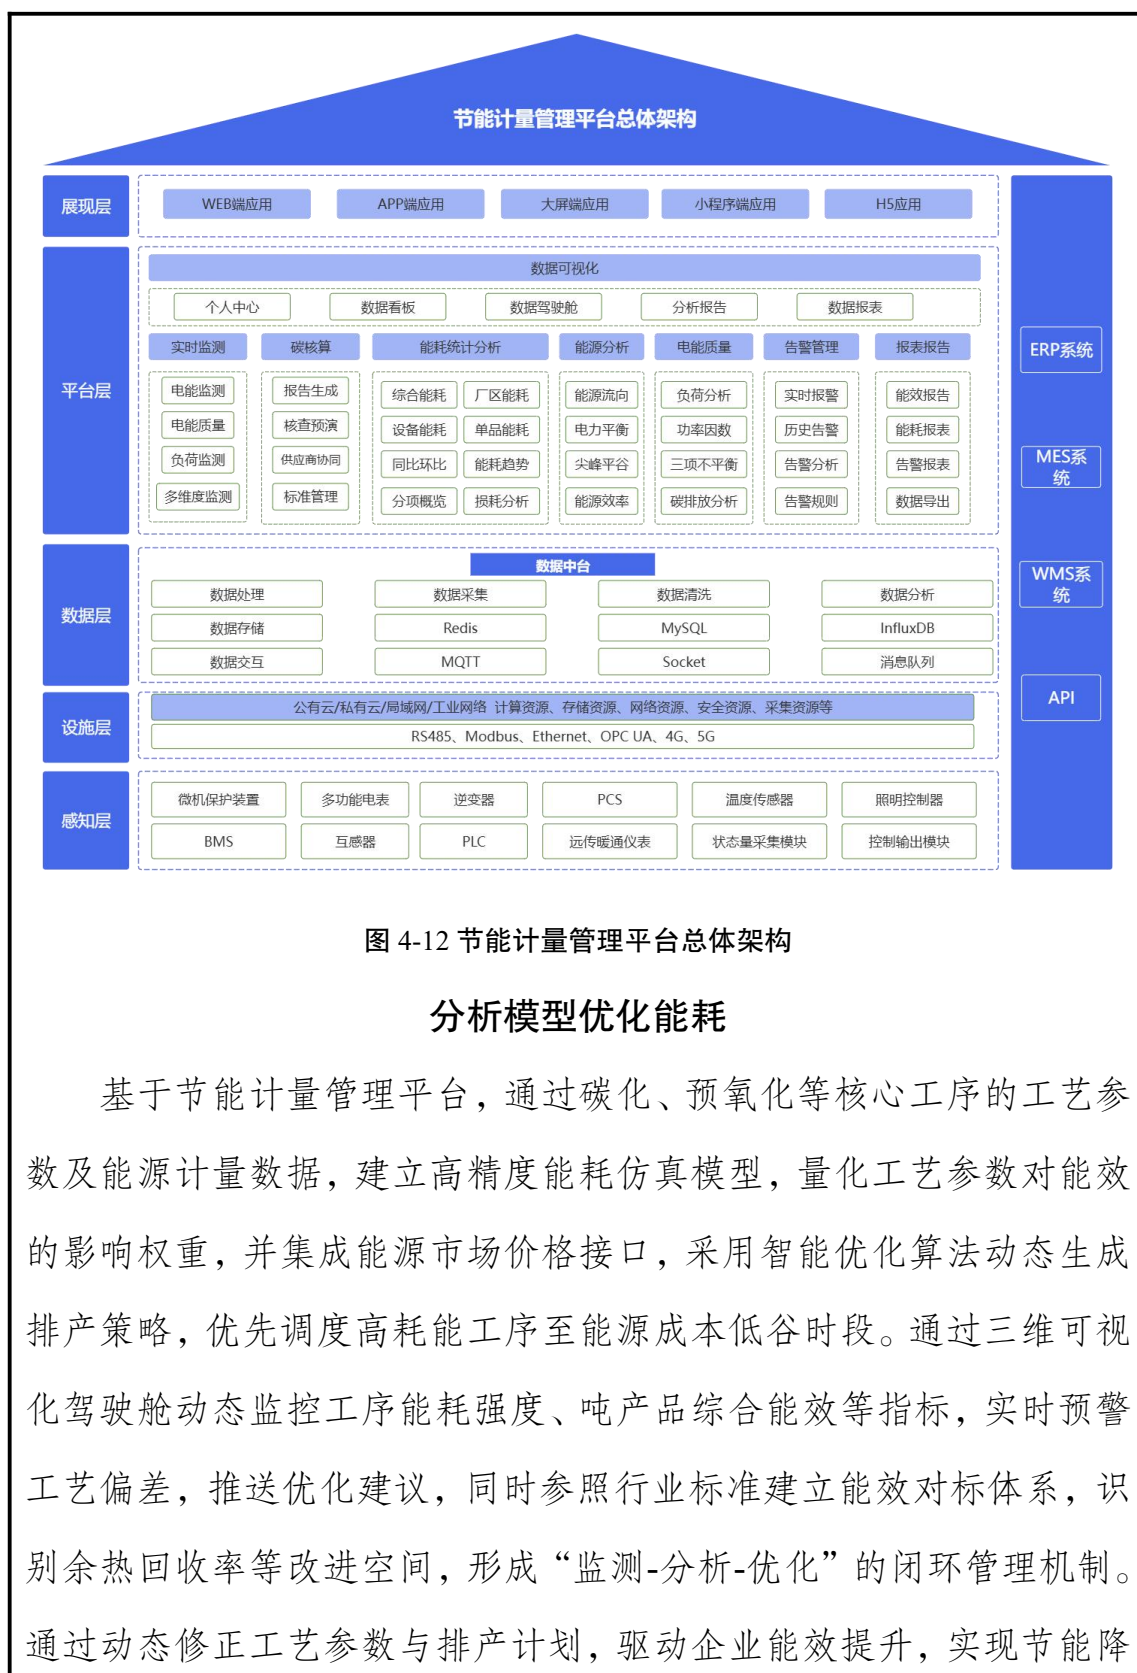 节能计量管理平台总体架构
展现层
WEB端应用 APP端应用 大屏端应用 小程序端应用 H5应用
平台层
数据可视化
个人中心 数据看板 数据驾驶舱 分析报告 数据报表
实时监测 碳核算 能耗统计分析 能源分析 电能质量 告警管理 报表报告
电能监测 报告生成 综合能耗 厂区能耗 能源流向 负荷分析 实时报警 能效报告
电能质量 核查预演 设备能耗 单品能耗 电力平衡 功率因数 历史告警 能耗报表
负荷监测 供应商协同 同比环比 能耗趋势 尖峰平谷 三项不平衡 告警分析 告警报表
多维度监测 标准管理 分项概览 损耗分析 能源效率 碳排放分析 告警规则 数据导出
数据层
数据中台
数据处理 数据采集 数据清洗 数据分析
数据存储 Redis MySQL InfluxDB
数据交互 MQTT Socket 消息队列
设施层
公有云/私有云/局域网/工业网络 计算资源、存储资源、网络资源、安全资源、采集资源等
RS485、Modbus、Ethernet、OPC UA、4G、5G
感知层
微机保护装置 多功能电表 逆变器 PCS 温度传感器 照明控制器
BMS 互感器 PLC 远传暖通仪表 状态量采集模块 控制输出模块
ERP系统
MES系
统
WMS系
统
API
图 4-12 节能计量管理平台总体架构
分析模型优化能耗
基于节能计量管理平台，通过碳化、预氧化等核心工序的工艺参
数及能源计量数据，建立高精度能耗仿真模型，量化工艺参数对能效
的影响权重，并集成能源市场价格接口，采用智能优化算法动态生成
排产策略，优先调度高耗能工序至能源成本低谷时段。通过三维可视
化驾驶舱动态监控工序能耗强度、吨产品综合能效等指标，实时预警
工艺偏差，推送优化建议，同时参照行业标准建立能效对标体系，识
别余热回收率等改进空间，形成“监测-分析-优化”的闭环管理机制。
通过动态修正工艺参数与排产计划，驱动企业能效提升，实现节能降